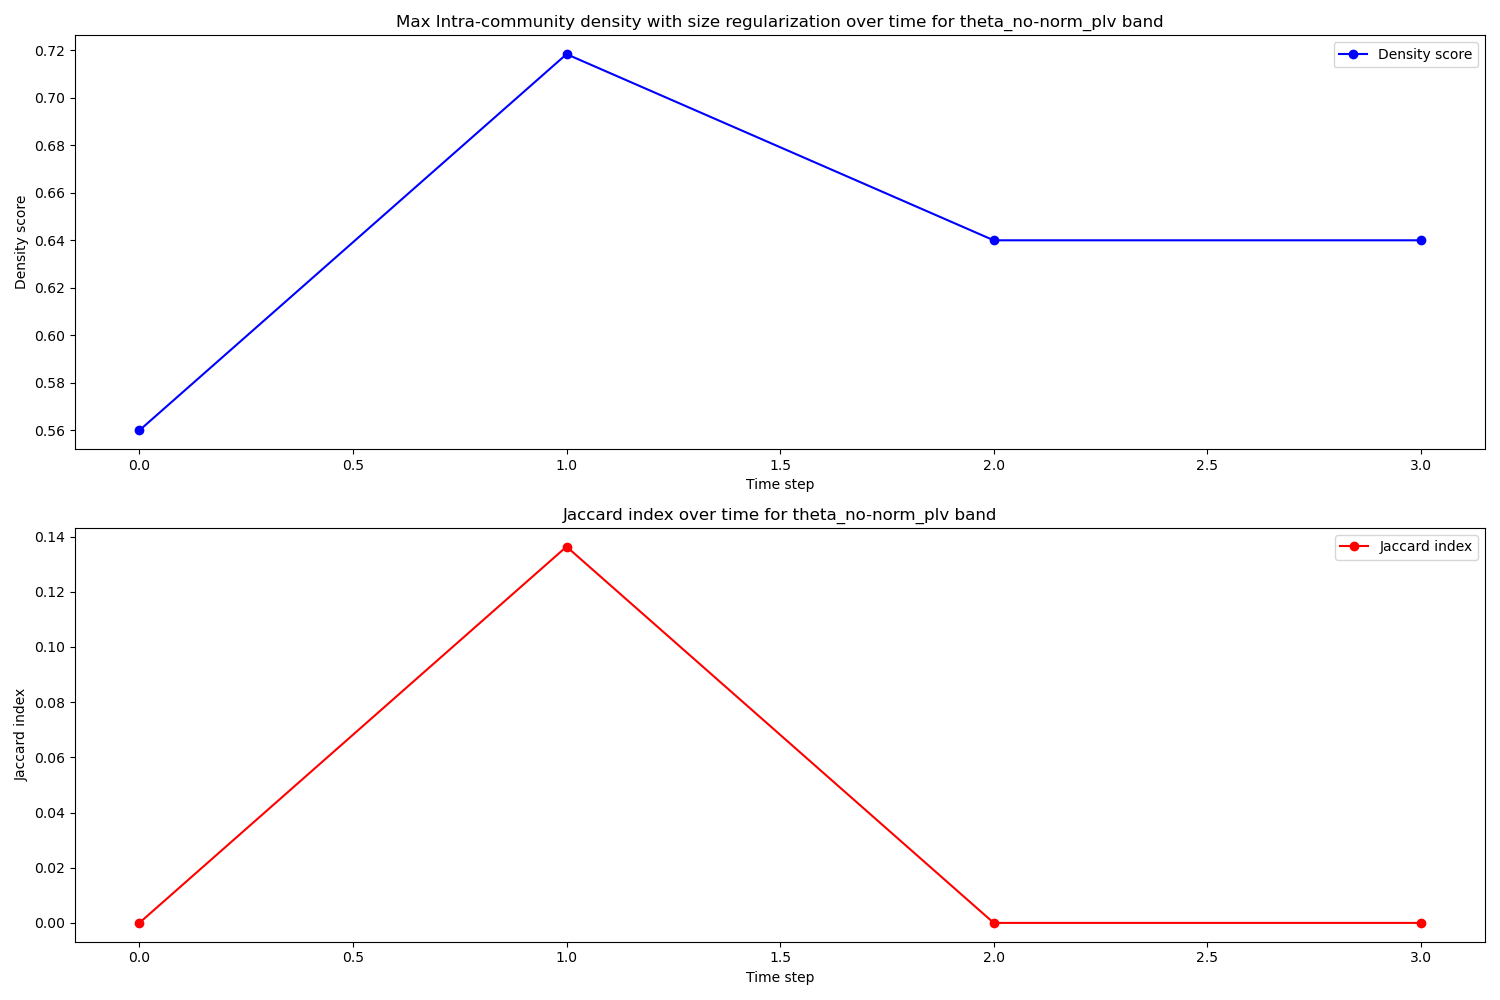 Max Intra-community density with size regularization over time for theta_no-norm_plv band
Density score
0.72
0.70
0.68
0.66
0.64
0.62
0.60
0.58
0.56
Density score
0.0 0.5 1.0 1.5 2.0 2.5 3.0
Time step
Jaccard index over time for theta_no-norm_plv band
Jaccard index
0.14
0.12
0.10
0.08
0.06
0.04
0.02
0.00
Jaccard index
0.0 0.5 1.0 1.5 2.0 2.5 3.0
Time step